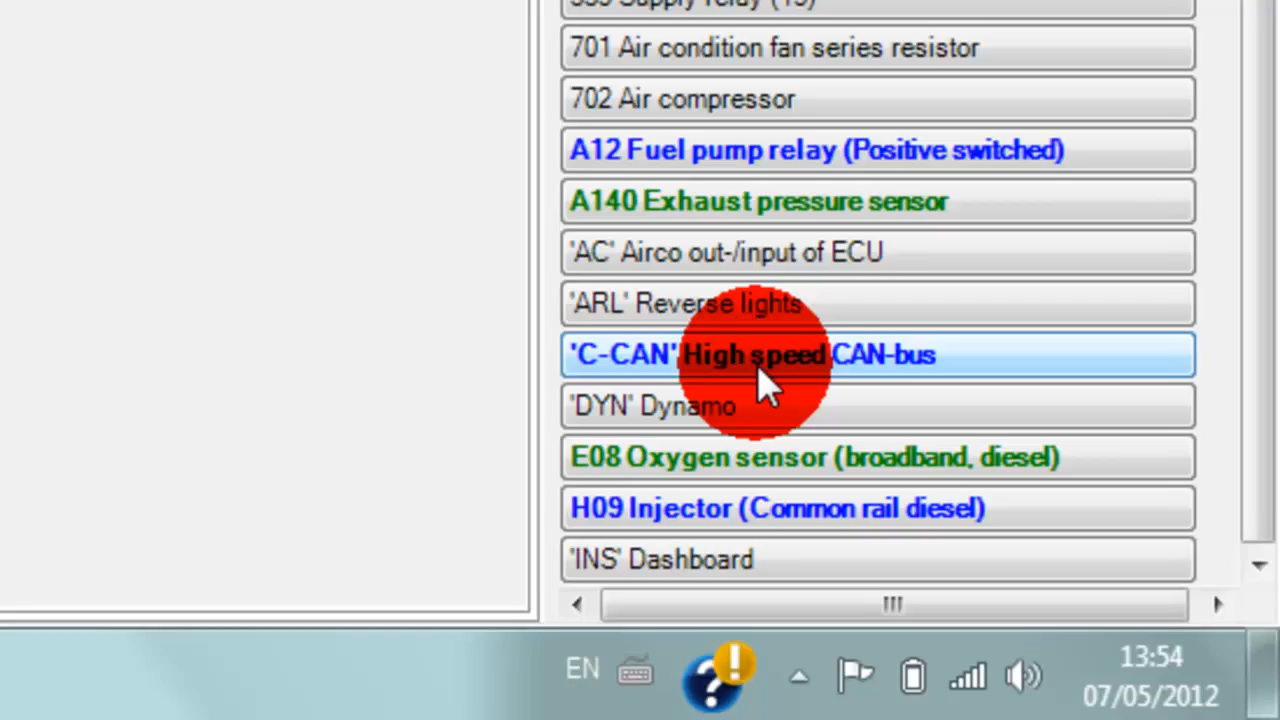 Supply relay
701 Air condition fan series resistor
702 Air compressor
A12 Fuel pump relay (Positive switched)
A140 Exhaust pressure sensor
'AC' Airco out-/input of ECU
'ARL' Reverse lights
'C-CAN' High speed CAN-bus
'DYN' Dynamo
E08 Oxygen sensor (broadband, diesel)
H09 Injector (Common rail diesel)
'INS' Dashboard
EN
13:54
07/05/2012